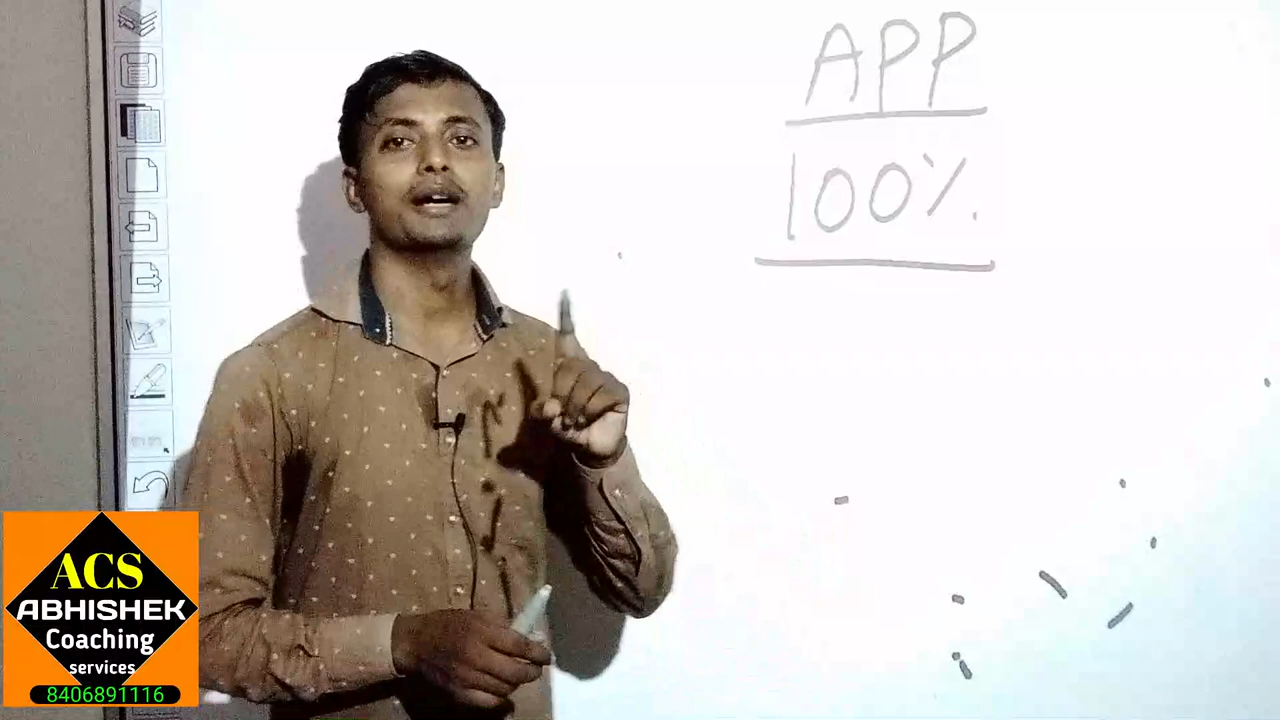 APP
100%.
ACS
ABHISHEK
Coaching
services
8406891116